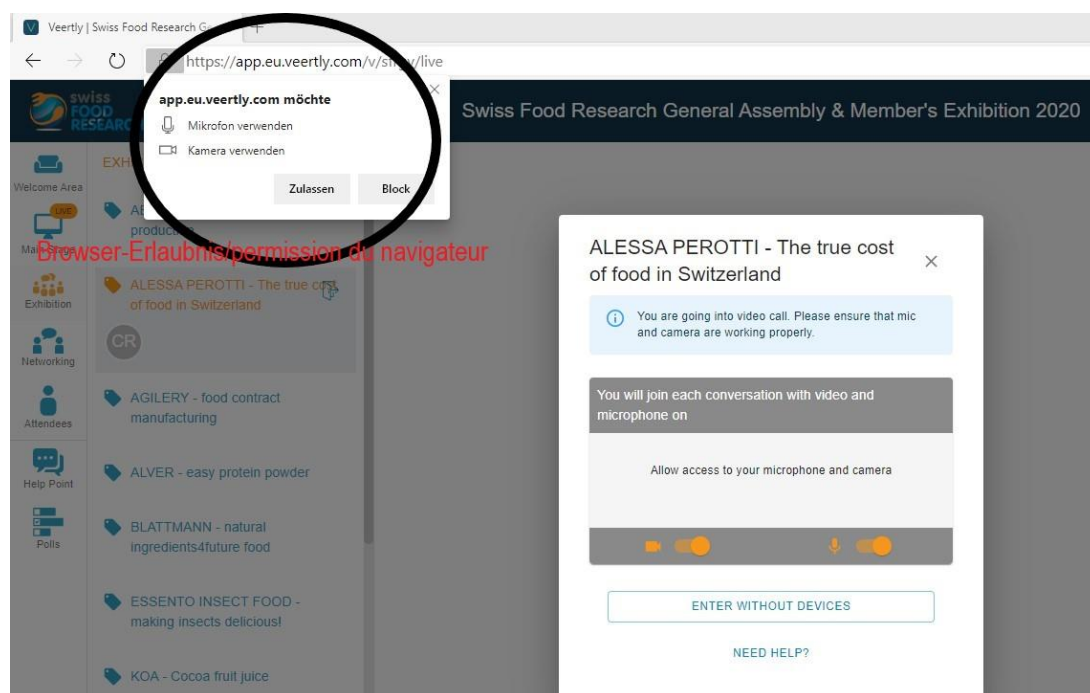 Veertly | Swiss Food Research Ge
https://app.eu.veertly.com/v/sfrgv/live
swiss
FOOD
RESEARC
Swiss Food Research General Assembly & Member's Exhibition 2020
app.eu.veertly.com möchte
Mikrofon verwenden
Kamera verwenden
Zulassen
Block
Browser-Erlaubnis/permission du navigateur
Welcome Area
LIVE
Main Stage
Exhibition
Networking
Attendees
Help Point
Polls
EXH
ALESSA PEROTTI - The true cost
of food in Switzerland
CR
AGILERY - food contract
manufacturing
ALVER - easy protein powder
BLATTMANN - natural
ingredients4future food
ESSENTO INSECT FOOD -
making insects delicious!
KOA - Cocoa fruit juice
ALESSA PEROTTI - The true cost
of food in Switzerland
You are going into video call. Please ensure that mic
and camera are working properly.
You will join each conversation with video and
microphone on
Allow access to your microphone and camera
ENTER WITHOUT DEVICES
NEED HELP?